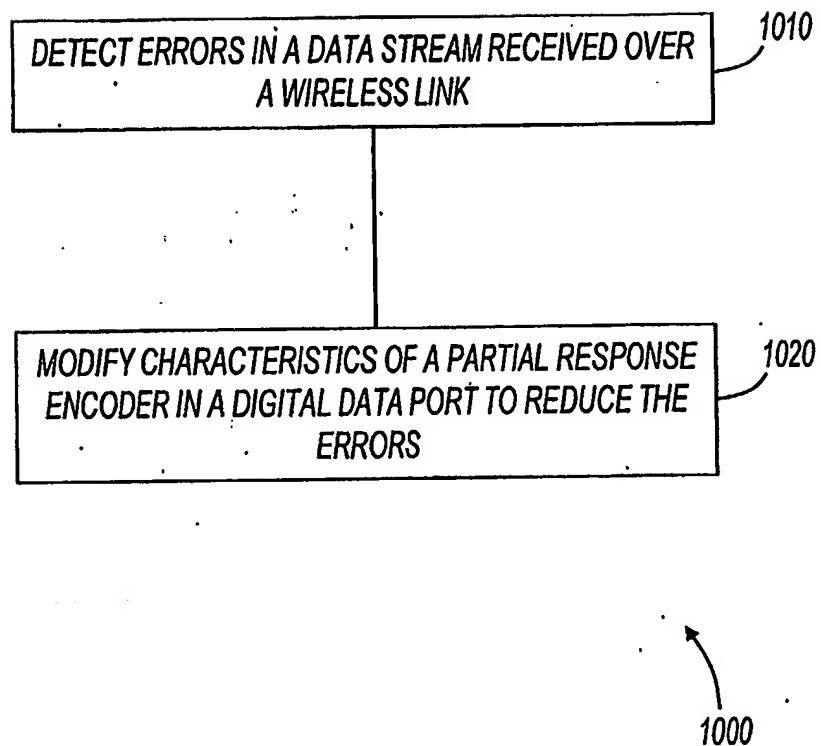 DETECT ERRORS IN A DATA STREAM RECEIVED OVER
A WIRELESS LINK
1010
MODIFY CHARACTERISTICS OF A PARTIAL RESPONSE
ENCODER IN A DIGITAL DATA PORT TO REDUCE THE
ERRORS
1020
1000